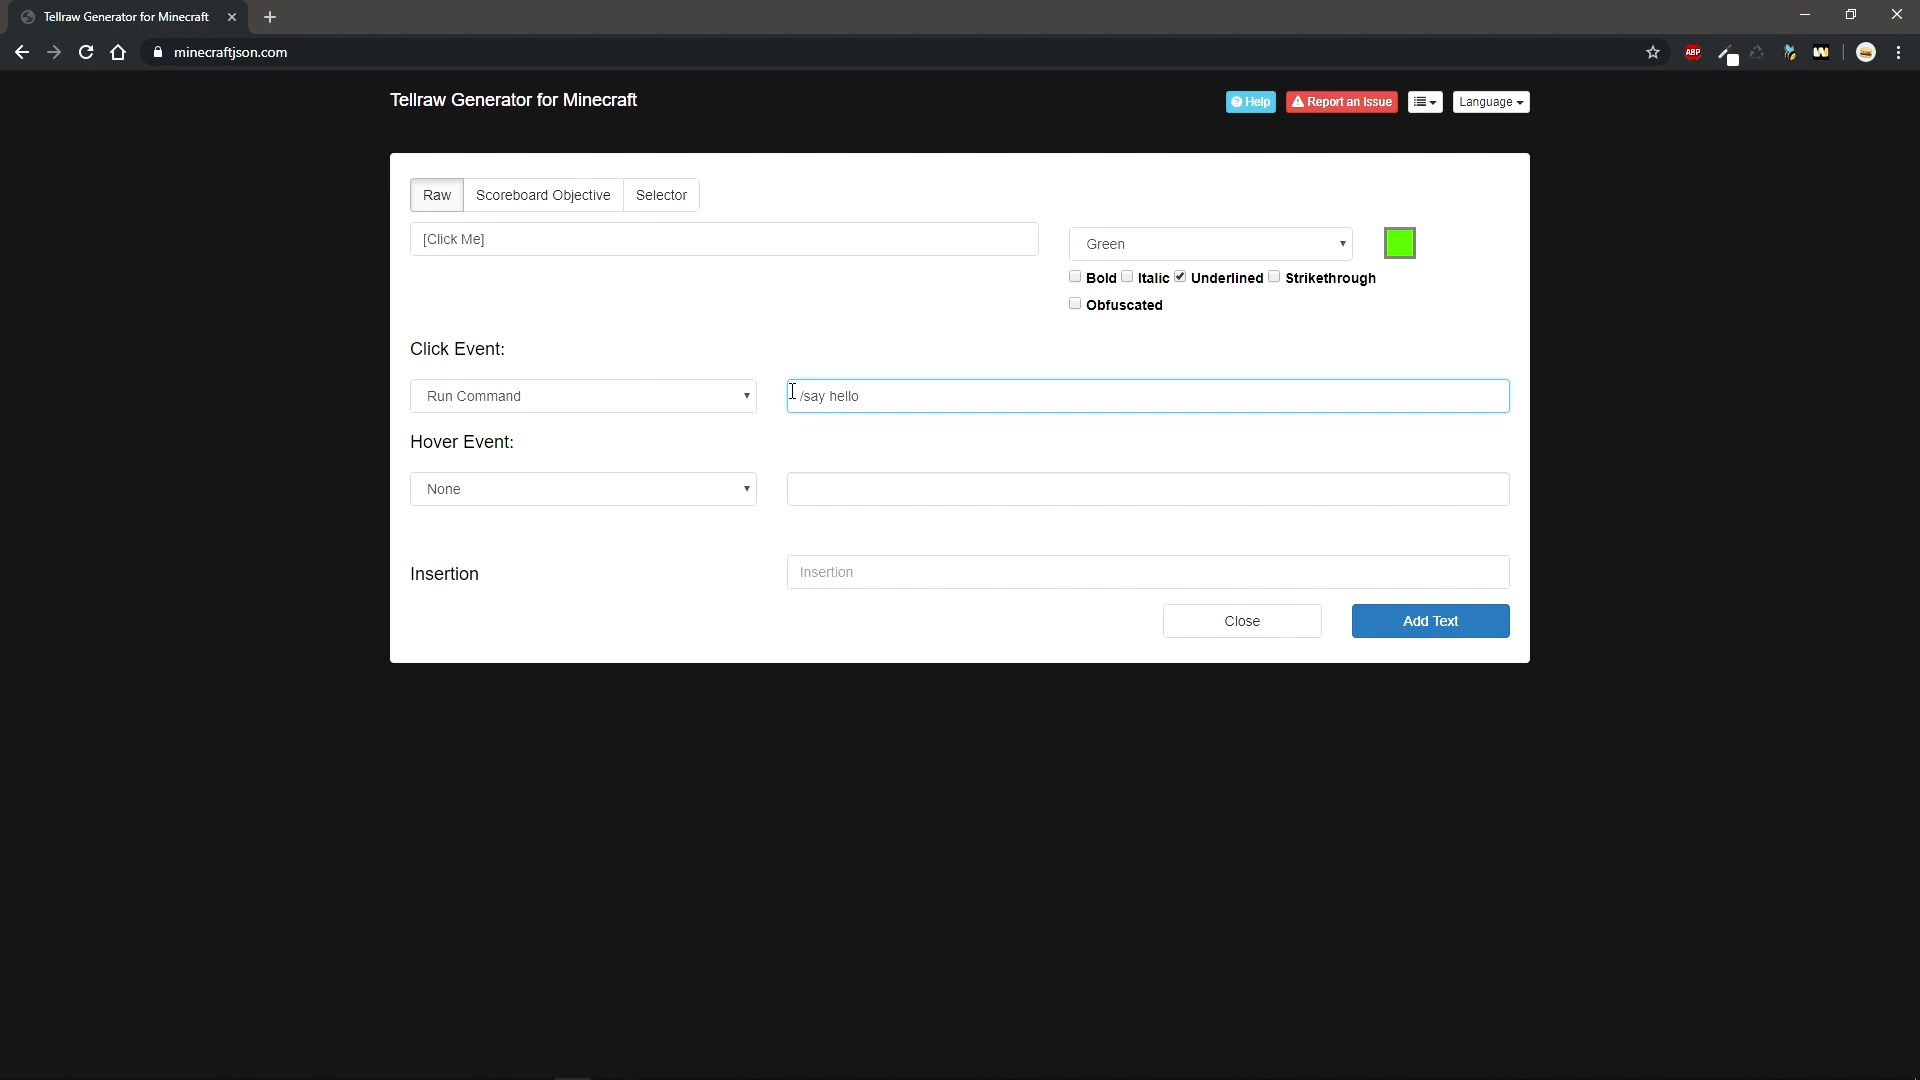 Tellraw Generator for Minecraft
minecraftjson.com
ABP
W
Tellraw Generator for Minecraft
Help
Report an Issue
Language
Raw
Scoreboard Objective
Selector
[Click Me]
Green
Bold
Italic
Underlined
Strikethrough
Obfuscated
Click Event:
Run Command
/say hello
Hover Event:
None
Insertion
Insertion
Close
Add Text